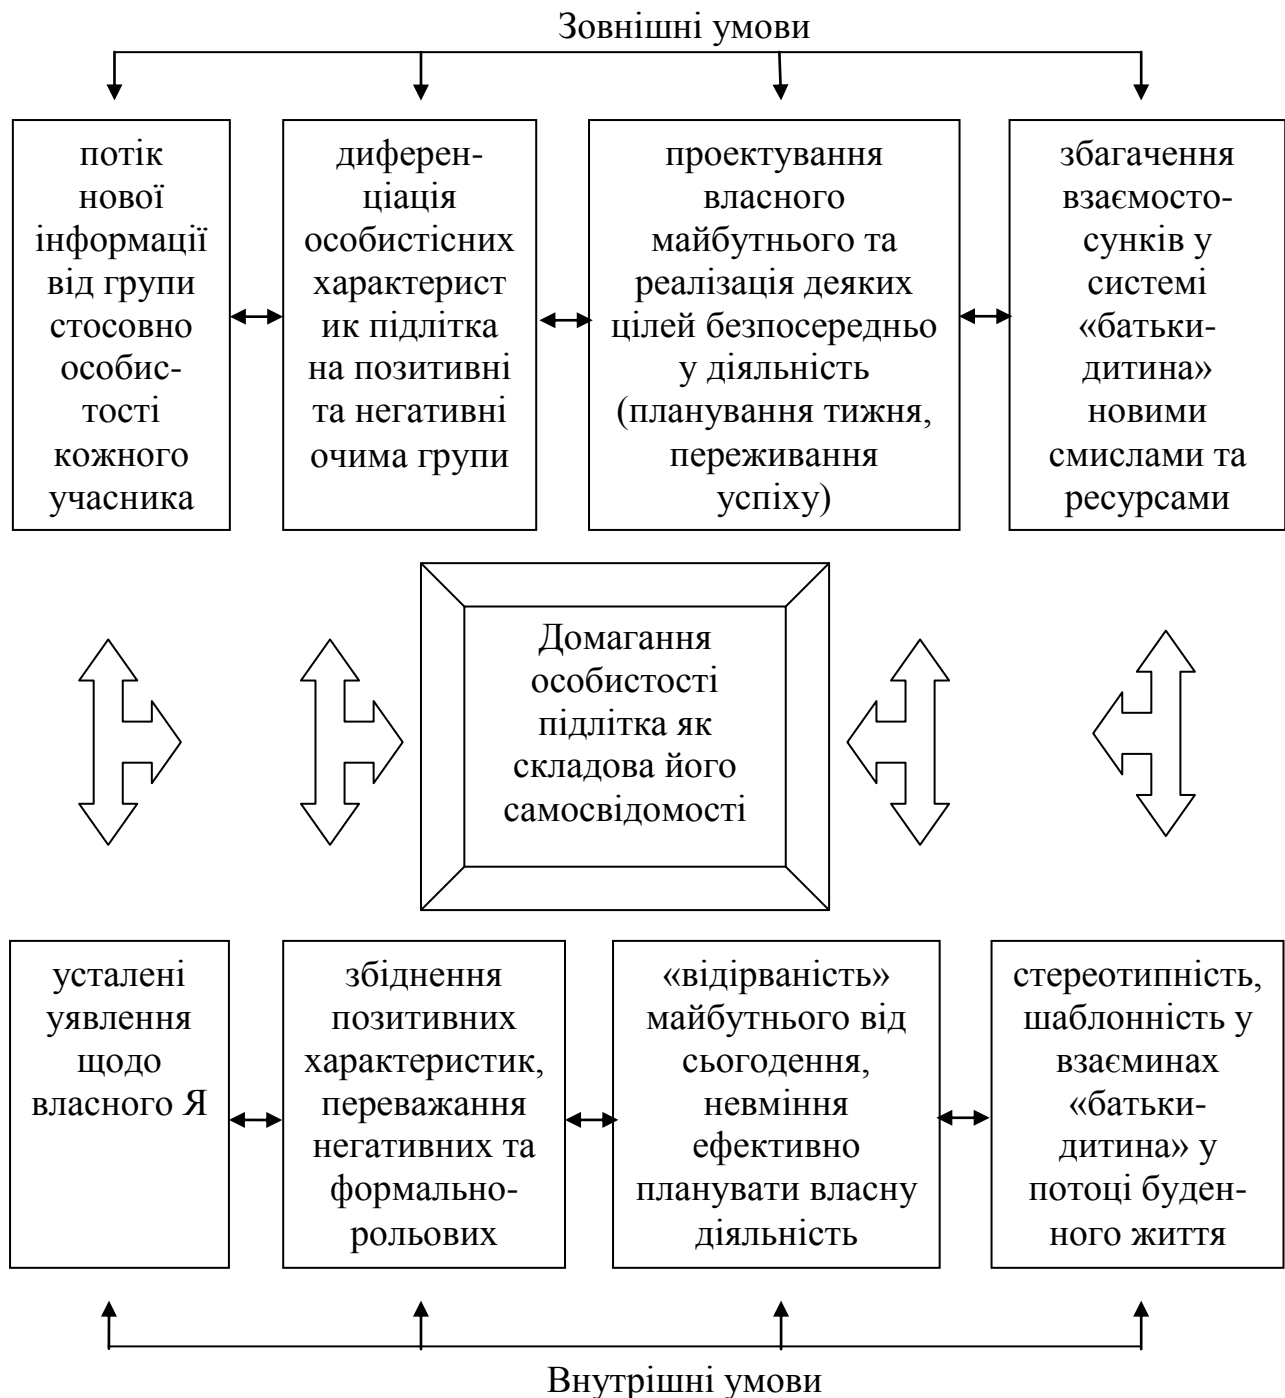 Зовнішні умови
потік
нової
інформації
від групи
стосовно
особис-
тості
кожного
учасника
диферен-
ціація
особистісних
характерист
ик підлітка
на позитивні
та негативні
очима групи
проектування
власного
майбутнього та
реалізація деяких
цілей безпосередньо
у діяльність
(планування тижня,
переживання
успіху)
збагачення
взаємосто-
сунків у
системі
«батьки-
дитина»
новими
смислами та
ресурсами
Домагання
особистості
підлітка як
складова його
самосвідомості
усталені
уявлення
щодо
власного Я
збіднення
позитивних
характеристик,
переважання
негативних та
формально-
рольових
«відірваність»
майбутнього від
сьогодення,
невміння
ефективно
планувати власну
діяльність
стереотипність,
шаблонність у
взаєминах
«батьки-
дитина» у
потоці буден-
ного життя
Внутрішні умови